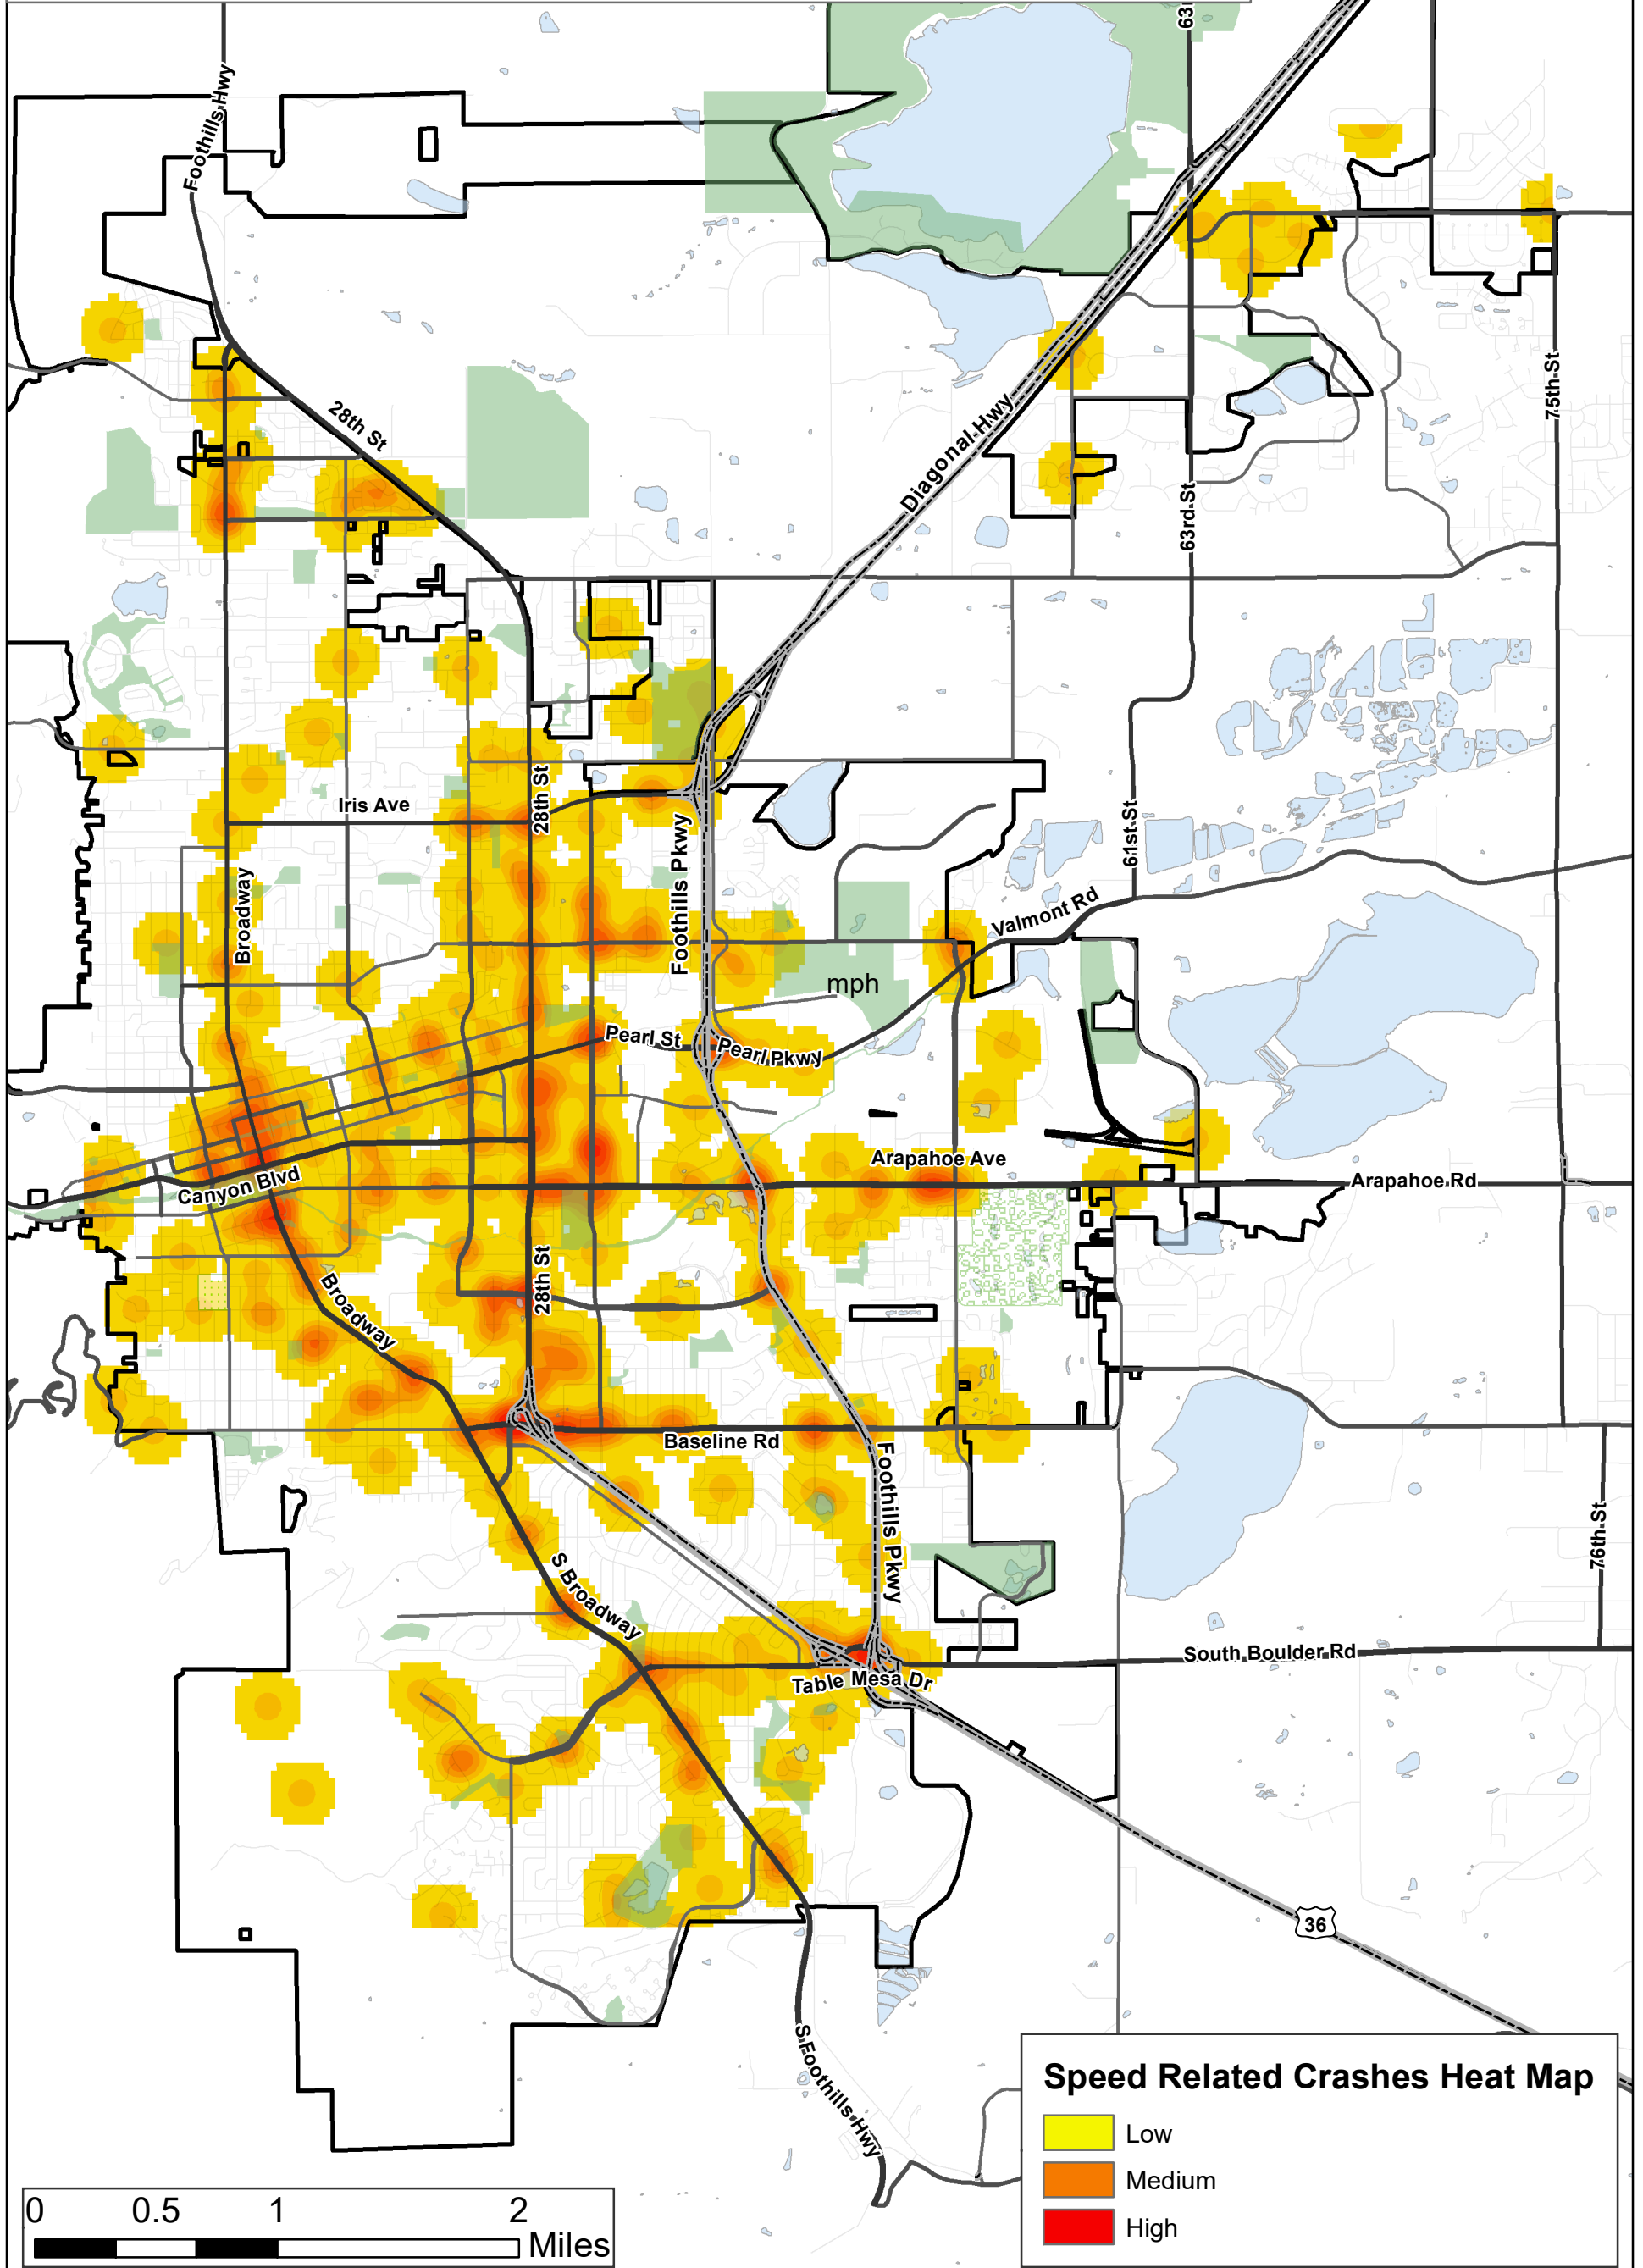 63
Foothills Hwy
28th St
Diagonal Hwy
75th St
63rd St
Iris Ave
28th St
Foothills Pkwy
61st St
Broadway
Valmont Rd
mph
Pearl St
Pearl Pkwy
Arapahoe Ave
Canyon Blvd
Arapahoe Rd
28th St
Broadway
Baseline Rd
Foothills Pkwy
76th St
S Broadway
South Boulder Rd
Table Mesa Dr
36
S Foothills Hwy
Speed Related Crashes Heat Map
Low
Medium
High
0 0.5 1 2
Miles